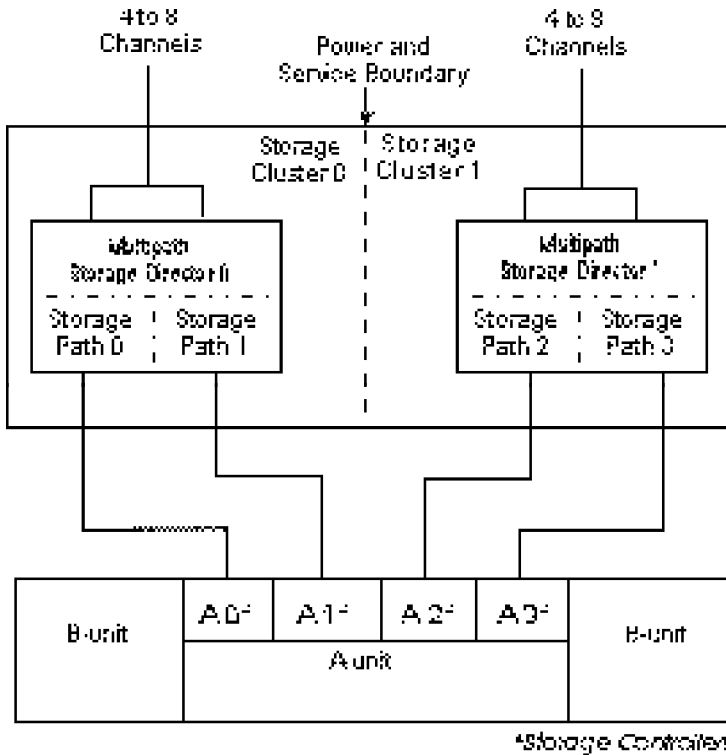 4 to 8
Channels
Power and
Service Boundary
4 to 8
Channels
Storage
Cluster 0
Storage
Cluster 1
Multipath
Storage Director 0
Storage
Path 0
Storage
Path 1
Multipath
Storage Director 1
Storage
Path 2
Storage
Path 3
B-unit
A0*
A1*
A2*
A3*
B-unit
A unit
*Storage Controller